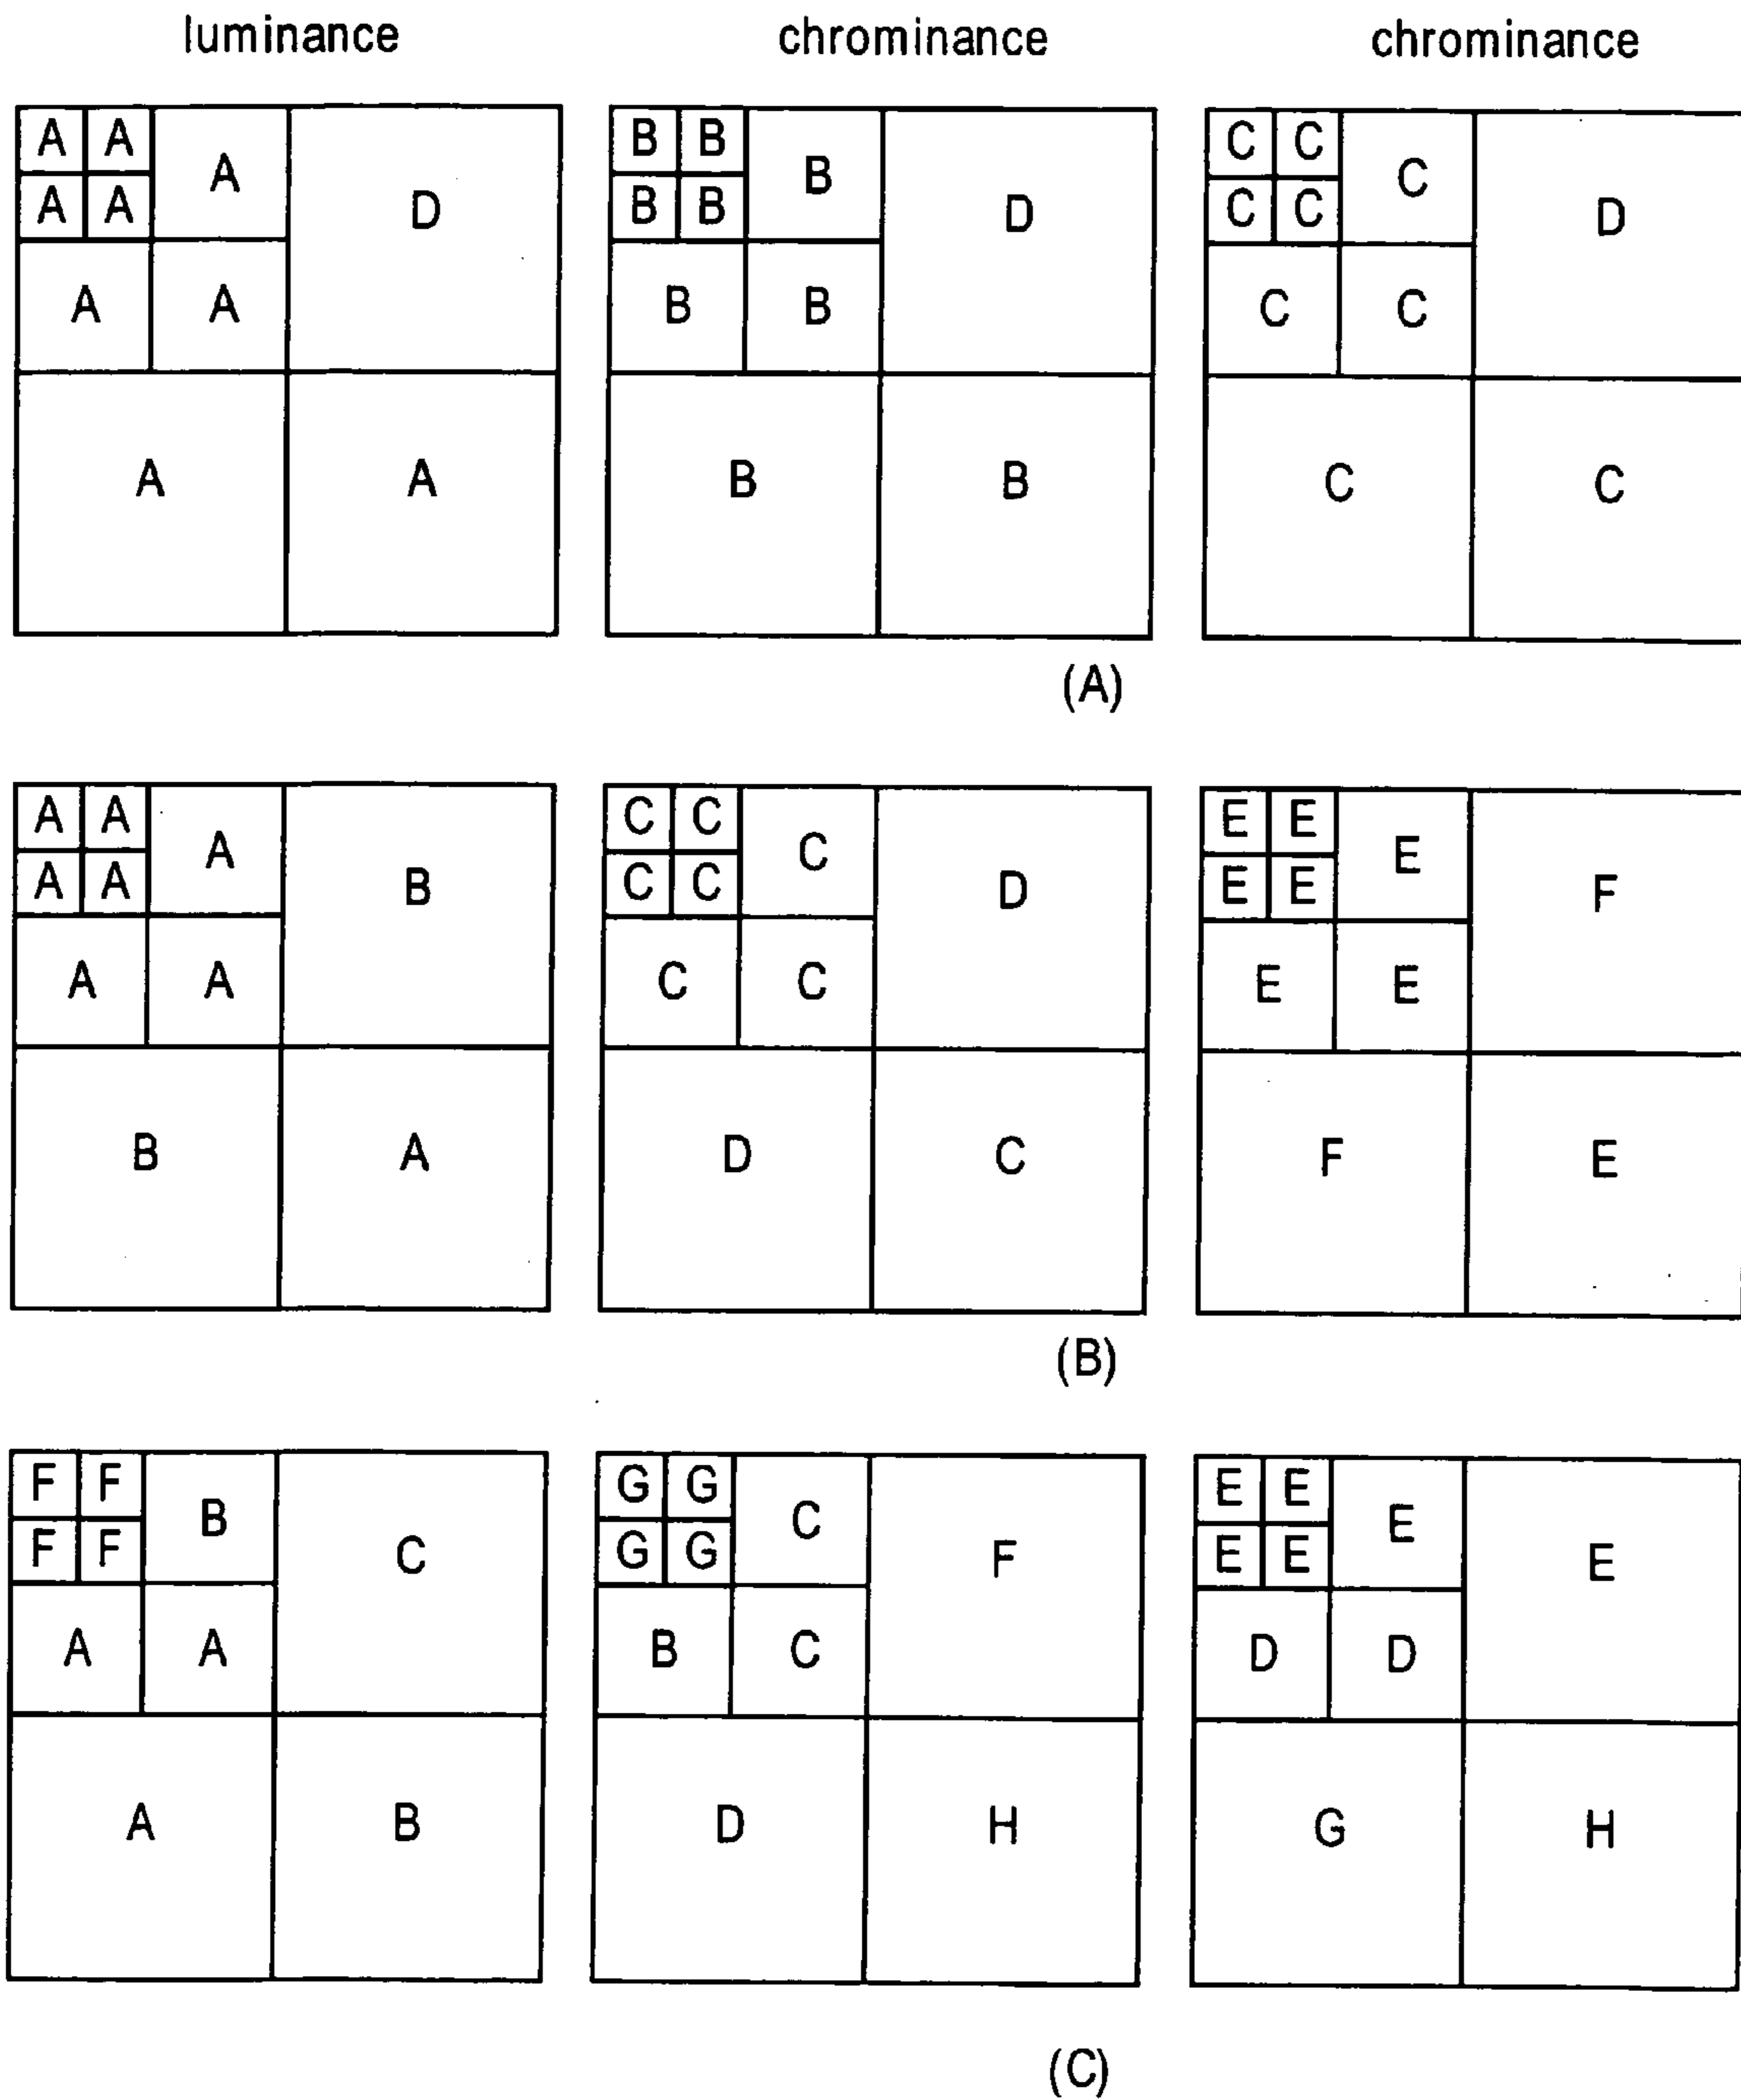 luminance chrominance chrominance
A A A D B B B D C C C D
A A B B C C
A A B B C C
A A B B C C
(A)
A A A B C C C D E E E F
A A C C E E
A A C C E E
B A D C F E
(B)
F F B C G G C F E E E E
F F G G E E
A A B C D D
A B D H G H
(C)